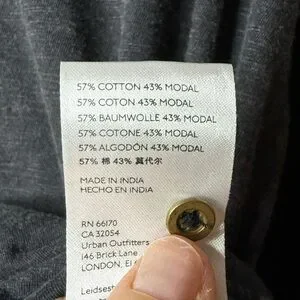 57% COTTON 43% MODAL
57% COTON 43% MODAL
57% BAUMWOLLE 43% MODAL
57% COTONE 43% MODAL
57% ALGODÓN 43% MODAL
57% 棉 43% 莫代尔
MADE IN INDIA
HECHO EN INDIA
RN 66170
CA 32054
Urban Outfitters
146 Brick Lane
LONDON, E1
Leidsest